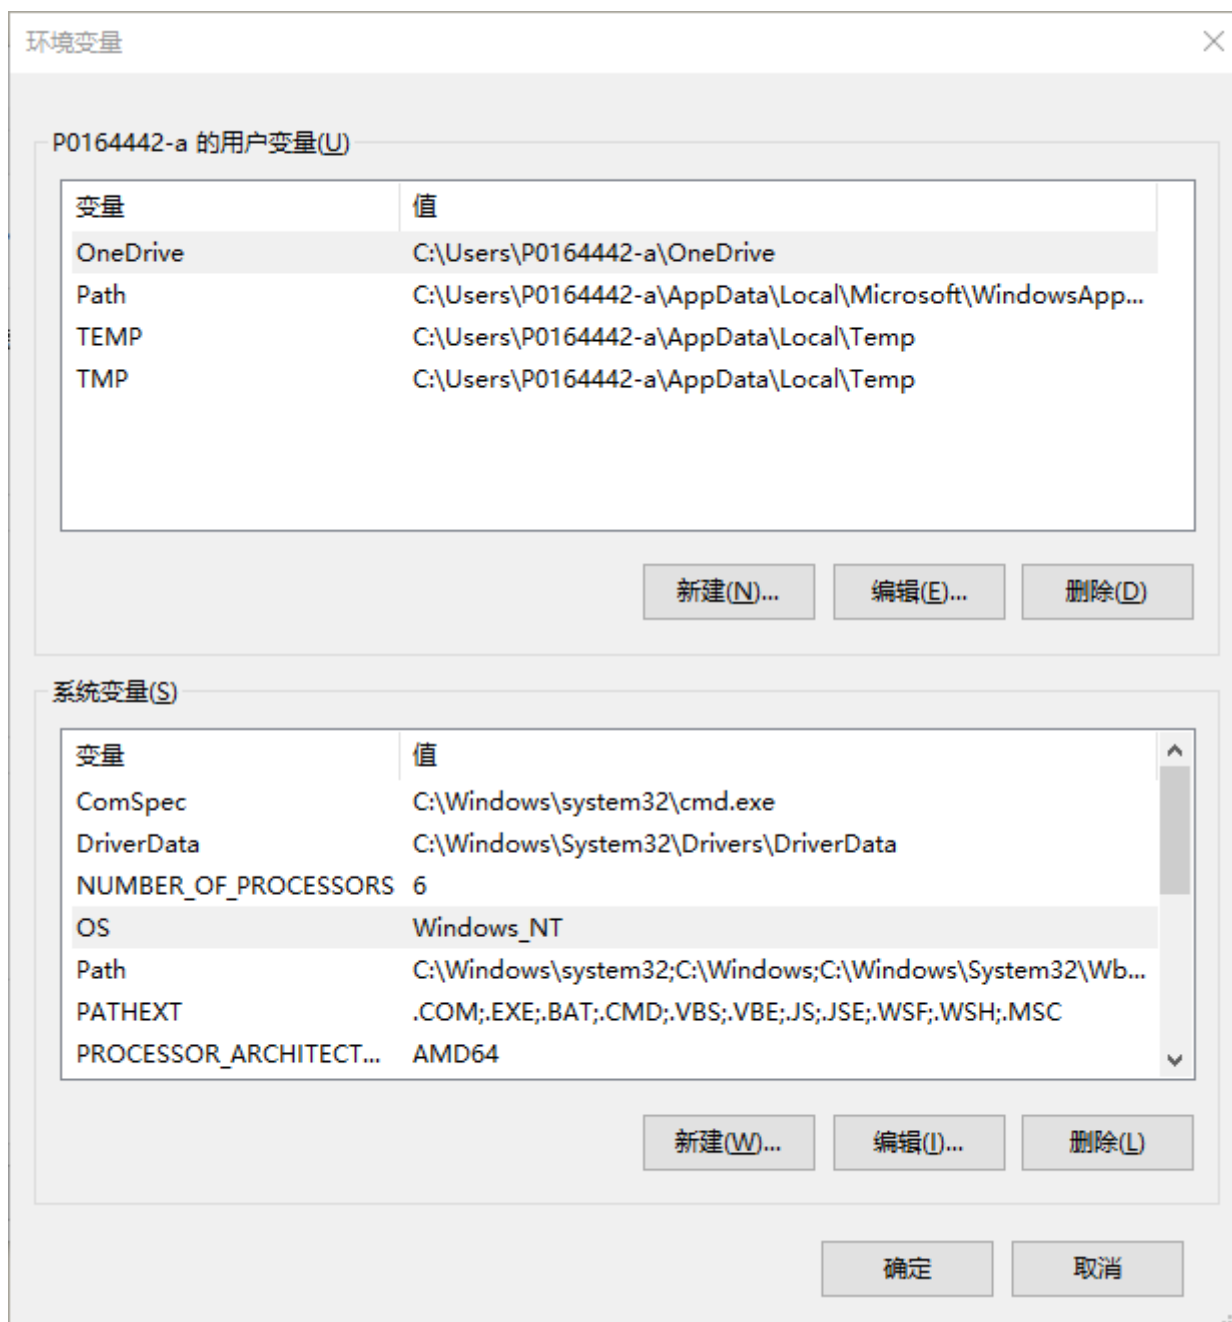 环境变量
P0164442-a 的用户变量(U)
变量 值
OneDrive C:\Users\P0164442-a\OneDrive
Path C:\Users\P0164442-a\AppData\Local\Microsoft\WindowsApp...
TEMP C:\Users\P0164442-a\AppData\Local\Temp
TMP C:\Users\P0164442-a\AppData\Local\Temp
新建(N)... 编辑(E)... 删除(D)
系统变量(S)
变量 值
ComSpec C:\Windows\system32\cmd.exe
DriverData C:\Windows\System32\Drivers\DriverData
NUMBER_OF_PROCESSORS 6
OS Windows_NT
Path C:\Windows\system32;C:\Windows;C:\Windows\System32\Wb...
PATHEXT .COM;.EXE;.BAT;.CMD;.VBS;.VBE;.JS;.JSE;.WSF;.WSH;.MSC
PROCESSOR_ARCHITECT... AMD64
新建(W)... 编辑(I)... 删除(L)
确定 取消